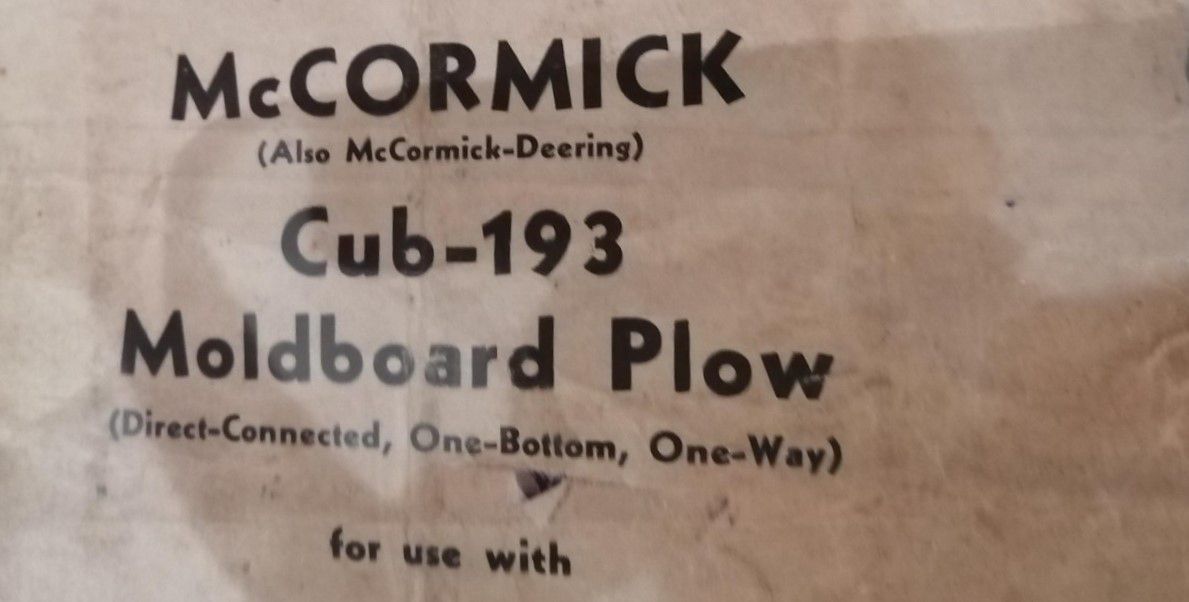 McCORMICK
(Also McCormick-Deering)
Cub-193
Moldboard Plow
(Direct-Connected, One-Bottom, One-Way)
for use with